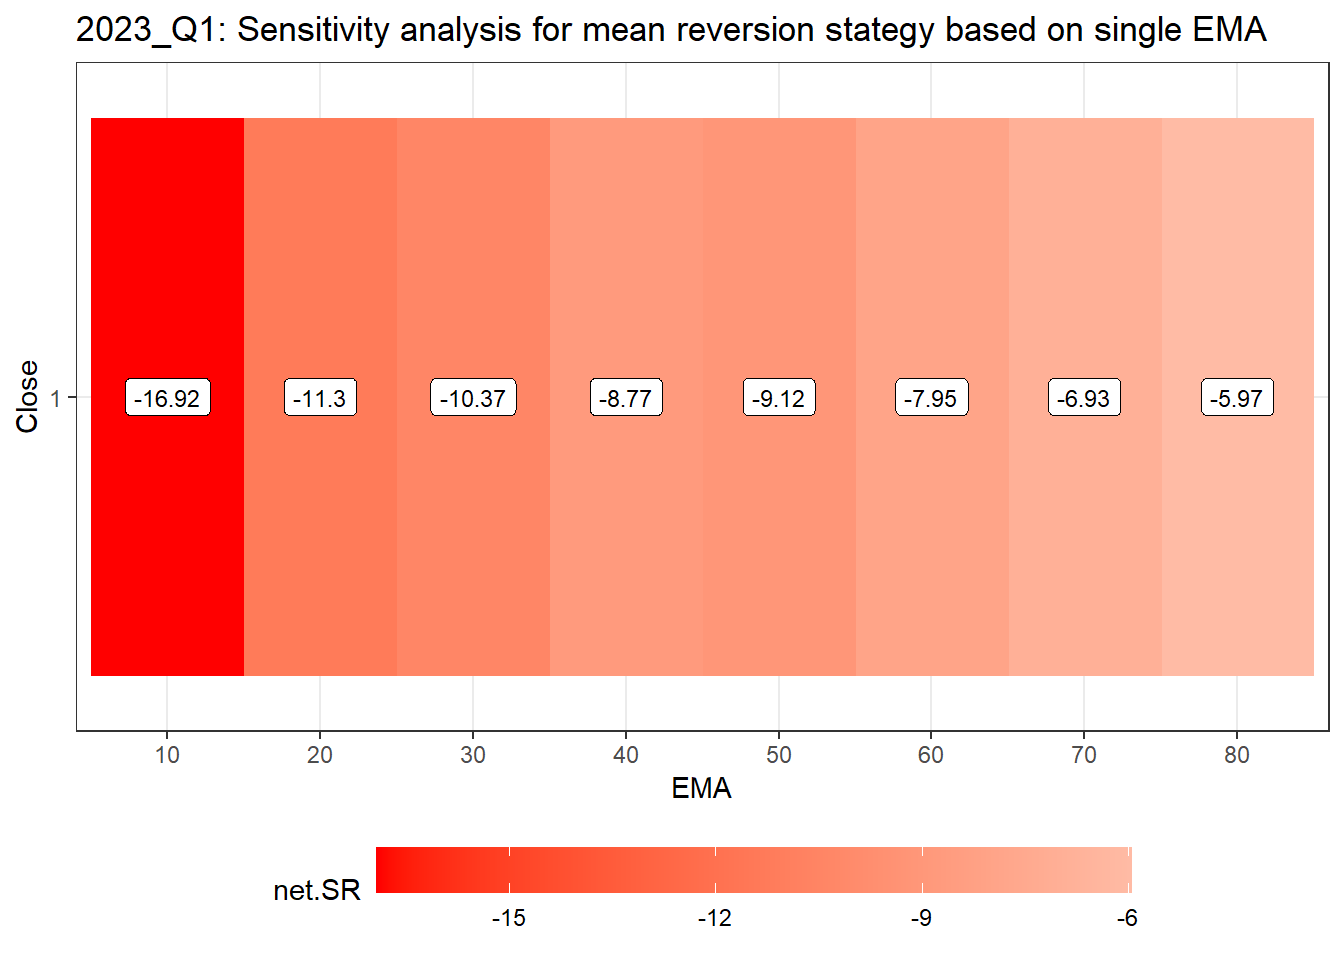 2023_Q1: Sensitivity analysis for mean reversion stategy based on single EMA
Close
1
-16.92 -11.3 -10.37 -8.77 -9.12 -7.95 -6.93 -5.97
10 20 30 40 50 60 70 80
EMA
net.SR
-15 -12 -9 -6